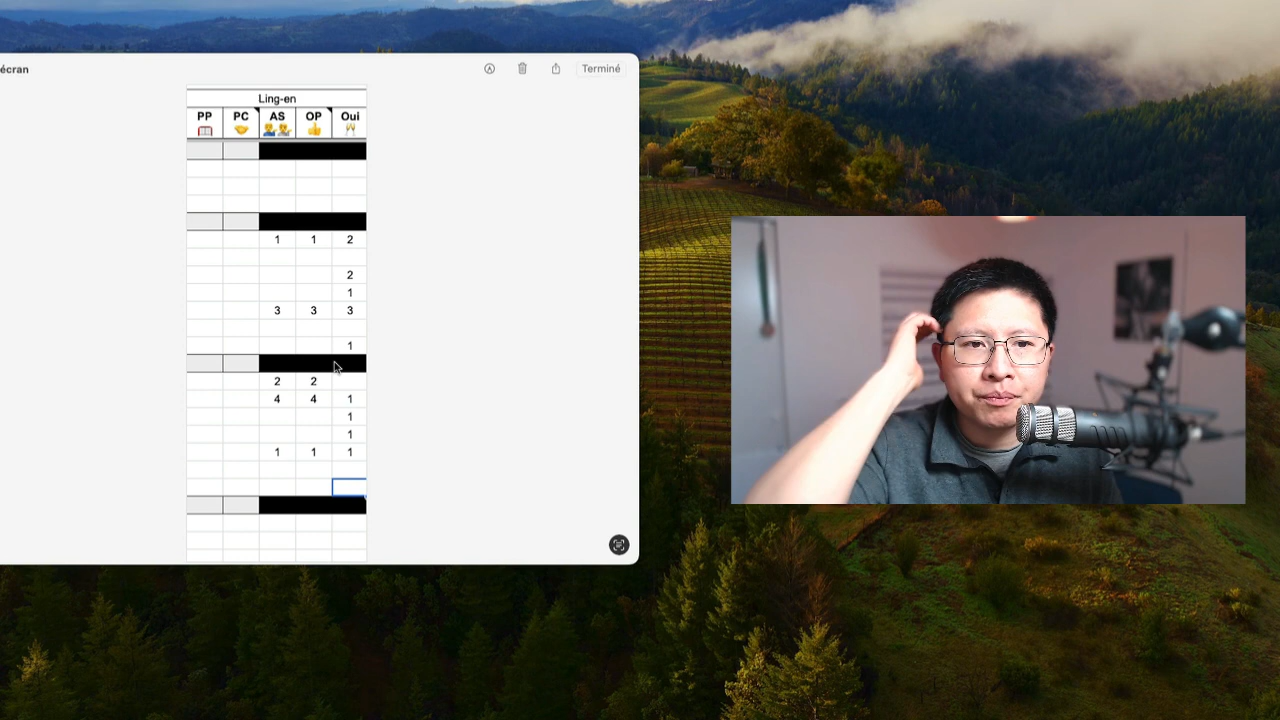 écran
Terminé
Ling-en
PP PC AS OP Oui
1 1 2
2
1
3 3 3
1
2 2
4 4 1
1
1
1 1 1